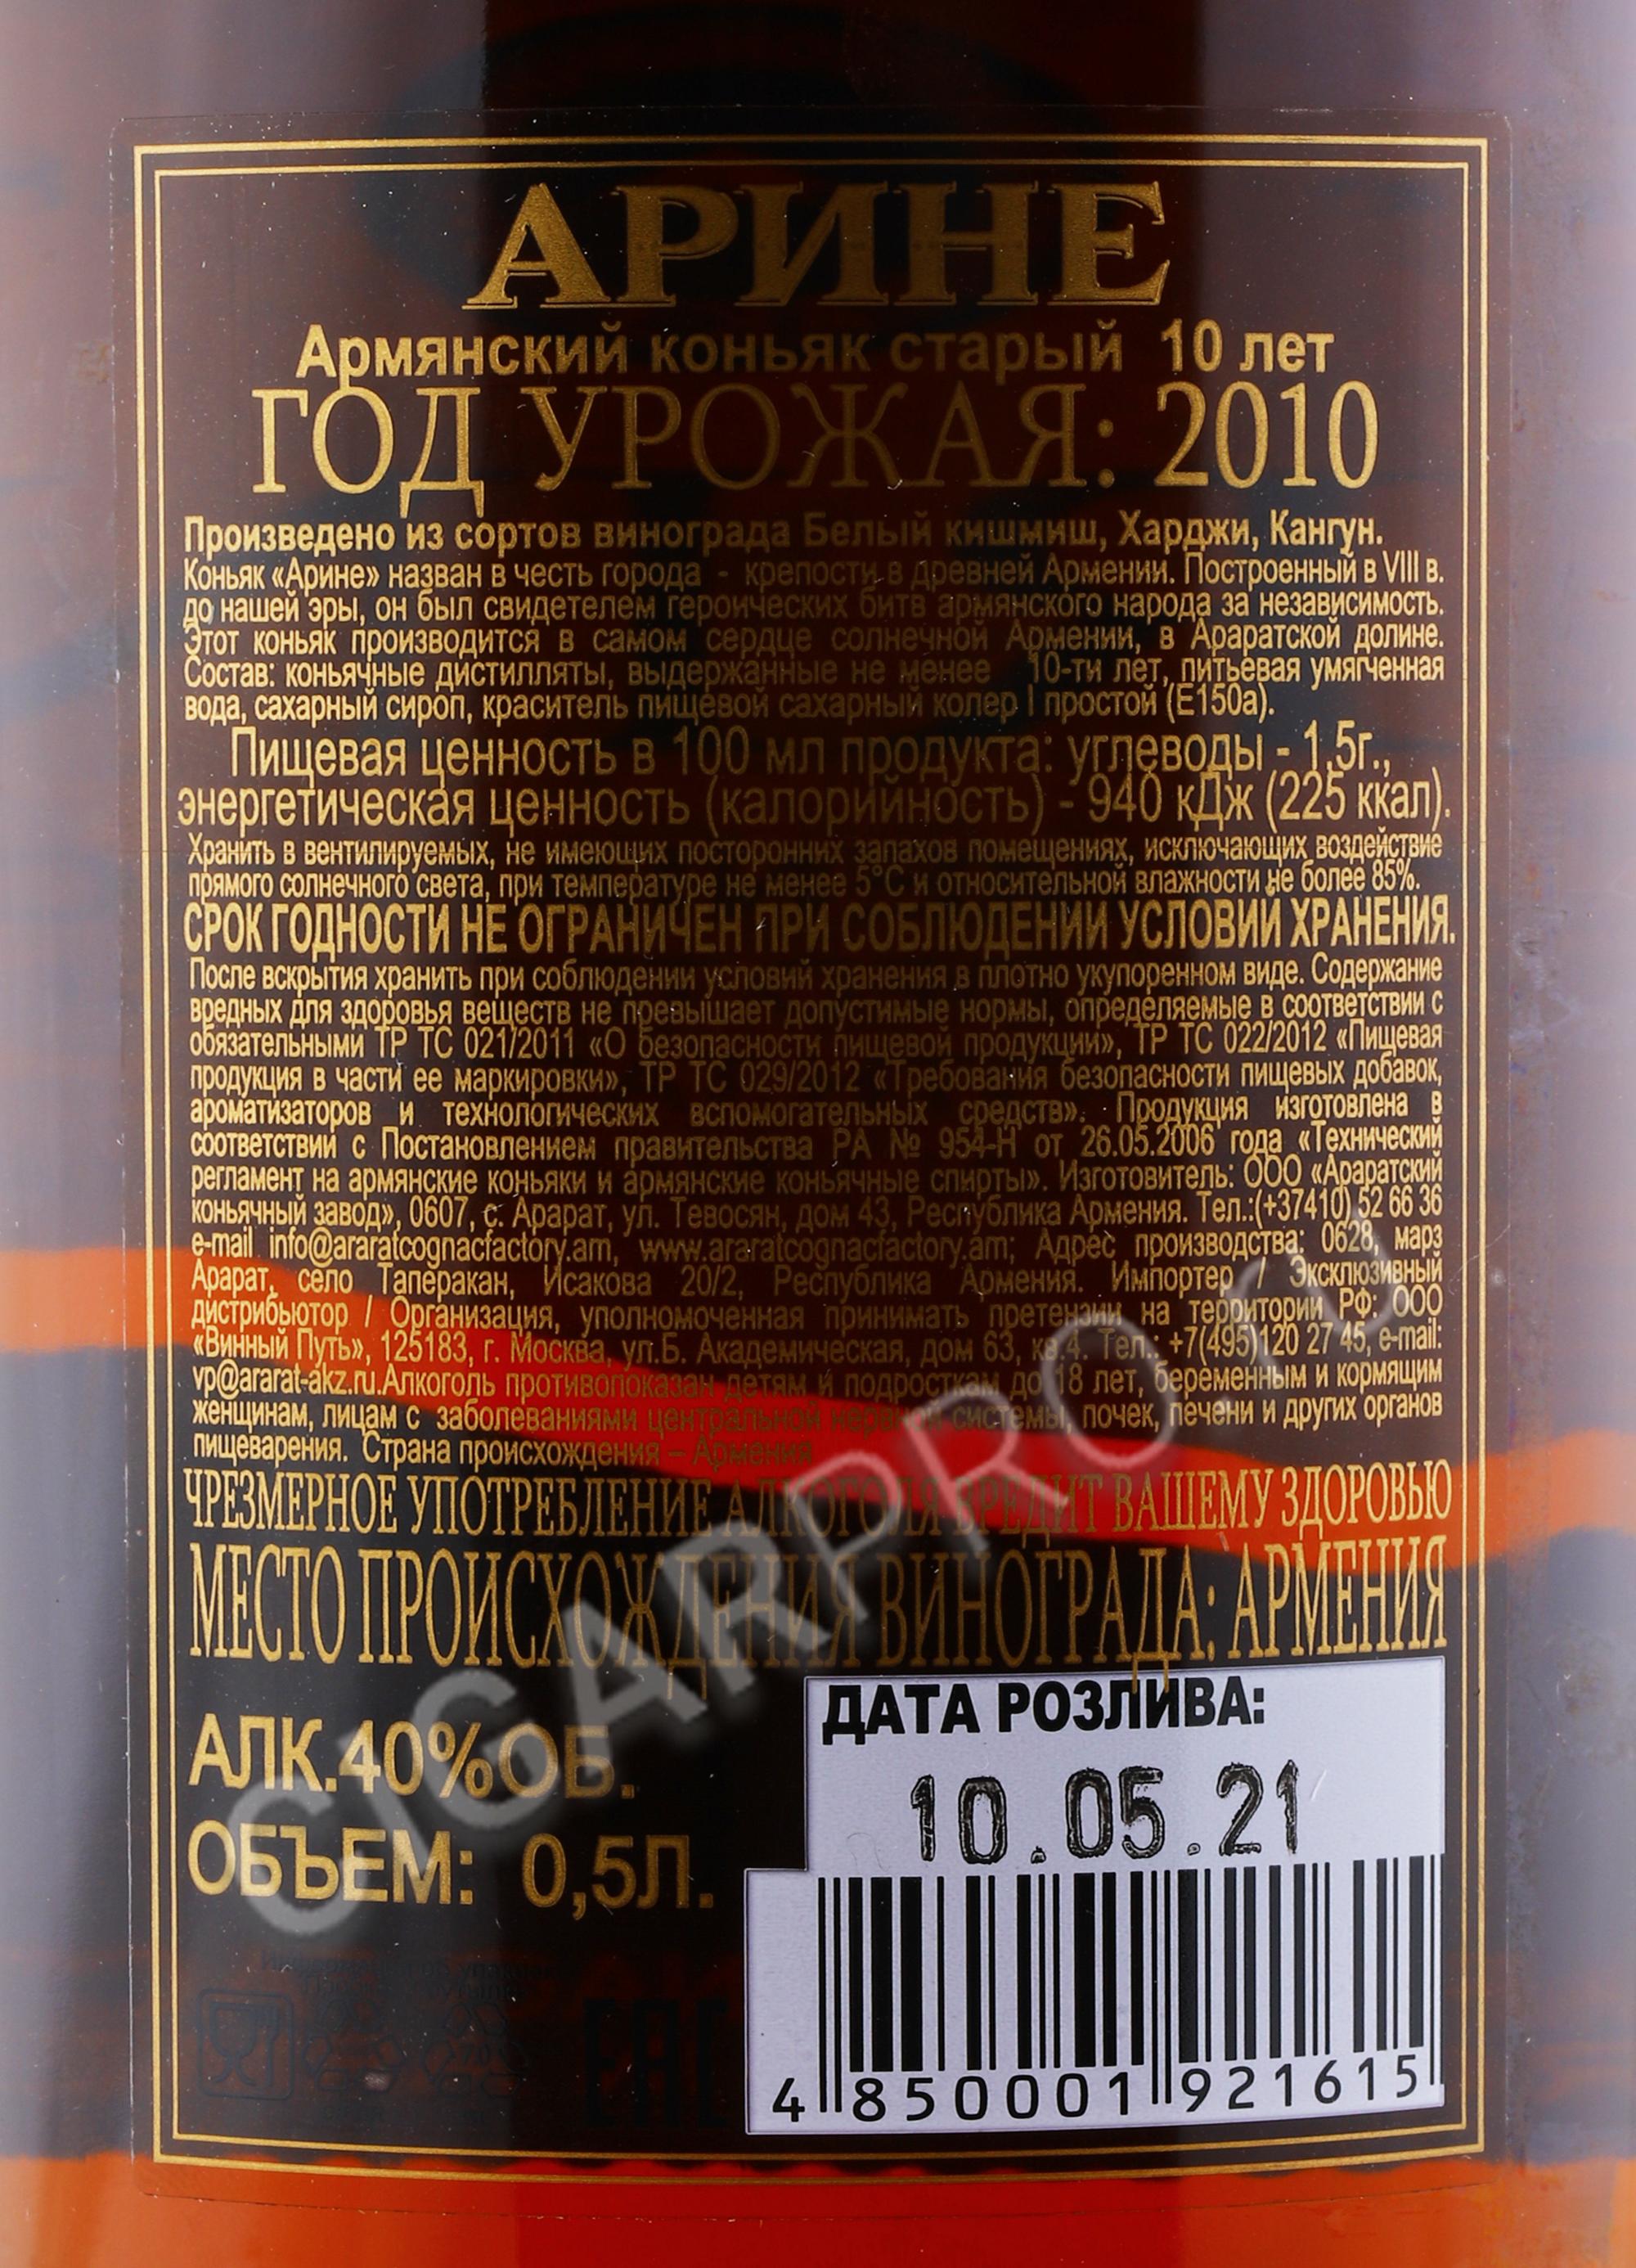 АРИНЕ
Армянский коньяк старый 10 лет
ГОД УРОЖАЯ: 2010
Произведено из сортов винограда Белый кишмиш, Харджи, Кангун.
Коньяк «Арине» назван в честь города - крепости в древней Армении. Построенный в VIII в.
до нашей эры, он был свидетелем героических битв армянского народа за независимость.
Этот коньяк производится в самом сердце солнечной Армении, в Араратской долине.
Состав: коньячные дистилляты, выдержанные не менее 10-ти лет, питьевая умягченная
вода, сахарный сироп, краситель пищевой сахарный колер I простой (Е150а).
Пищевая ценность в 100 мл продукта: углеводы - 1,5г.,
энергетическая ценность (калорийность) - 940 кДж (225 ккал).
Хранить в вентилируемых, не имеющих посторонних запахов помещениях, исключающих воздействие
прямого солнечного света, при температуре не менее 5°С и относительной влажности не более 85%.
СРОК ГОДНОСТИ НЕ ОГРАНИЧЕН ПРИ СОБЛЮДЕНИИ УСЛОВИЙ ХРАНЕНИЯ.
После вскрытия хранить при соблюдении условий хранения в плотно укупоренном виде. Содержание
вредных для здоровья веществ не превышает допустимые нормы, определяемые в соответствии с
обязательными ТР ТС 021/2011 «О безопасности пищевой продукции», ТР ТС 022/2012 «Пищевая
продукция в части ее маркировки», ТР ТС 029/2012 «Требования безопасности пищевых добавок,
ароматизаторов и технологических вспомогательных средств». Продукция изготовлена в
соответствии с Постановлением правительства РА № 954-Н от 26.05.2006 года «Технический
регламент на армянские коньяки и армянские коньячные спирты». Изготовитель: ООО «Араратский
коньячный завод», 0607, с. Арарат, ул. Тевосян, дом 43, Республика Армения. Тел.:(+37410) 52 66 36
e-mail info@araratcognacfactory.am, www.araratcognacfactory.am; Адрес производства: 0628, марз
Арарат, село Таперакан, Исакова 20/2, Республика Армения. Импортер / Эксклюзивный
дистрибьютор / Организация, уполномоченная принимать претензии на территории РФ: ООО
«Винный Путь», 125183, г. Москва, ул.Б. Академическая, дом 63, кв.4. Тел.: +7(495)120 27 45, e-mail:
vp@ararat-akz.ru.Алкоголь противопоказан детям и подросткам до 18 лет, беременным и кормящим
женщинам, лицам с заболеваниями центральной нервной системы, почек, печени и других органов
пищеварения. Страна происхождения – Армения
ЧРЕЗМЕРНОЕ УПОТРЕБЛЕНИЕ АЛКОГОЛЯ ВРЕДИТ ВАШЕМУ ЗДОРОВЬЮ
МЕСТО ПРОИСХОЖДЕНИЯ ВИНОГРАДА: АРМЕНИЯ
АЛК.40%ОБ.
ОБЪЕМ: 0,5Л.
ДАТА РОЗЛИВА:
10.05.21
4 850001 921615
EAC
CIGARPRO.ru